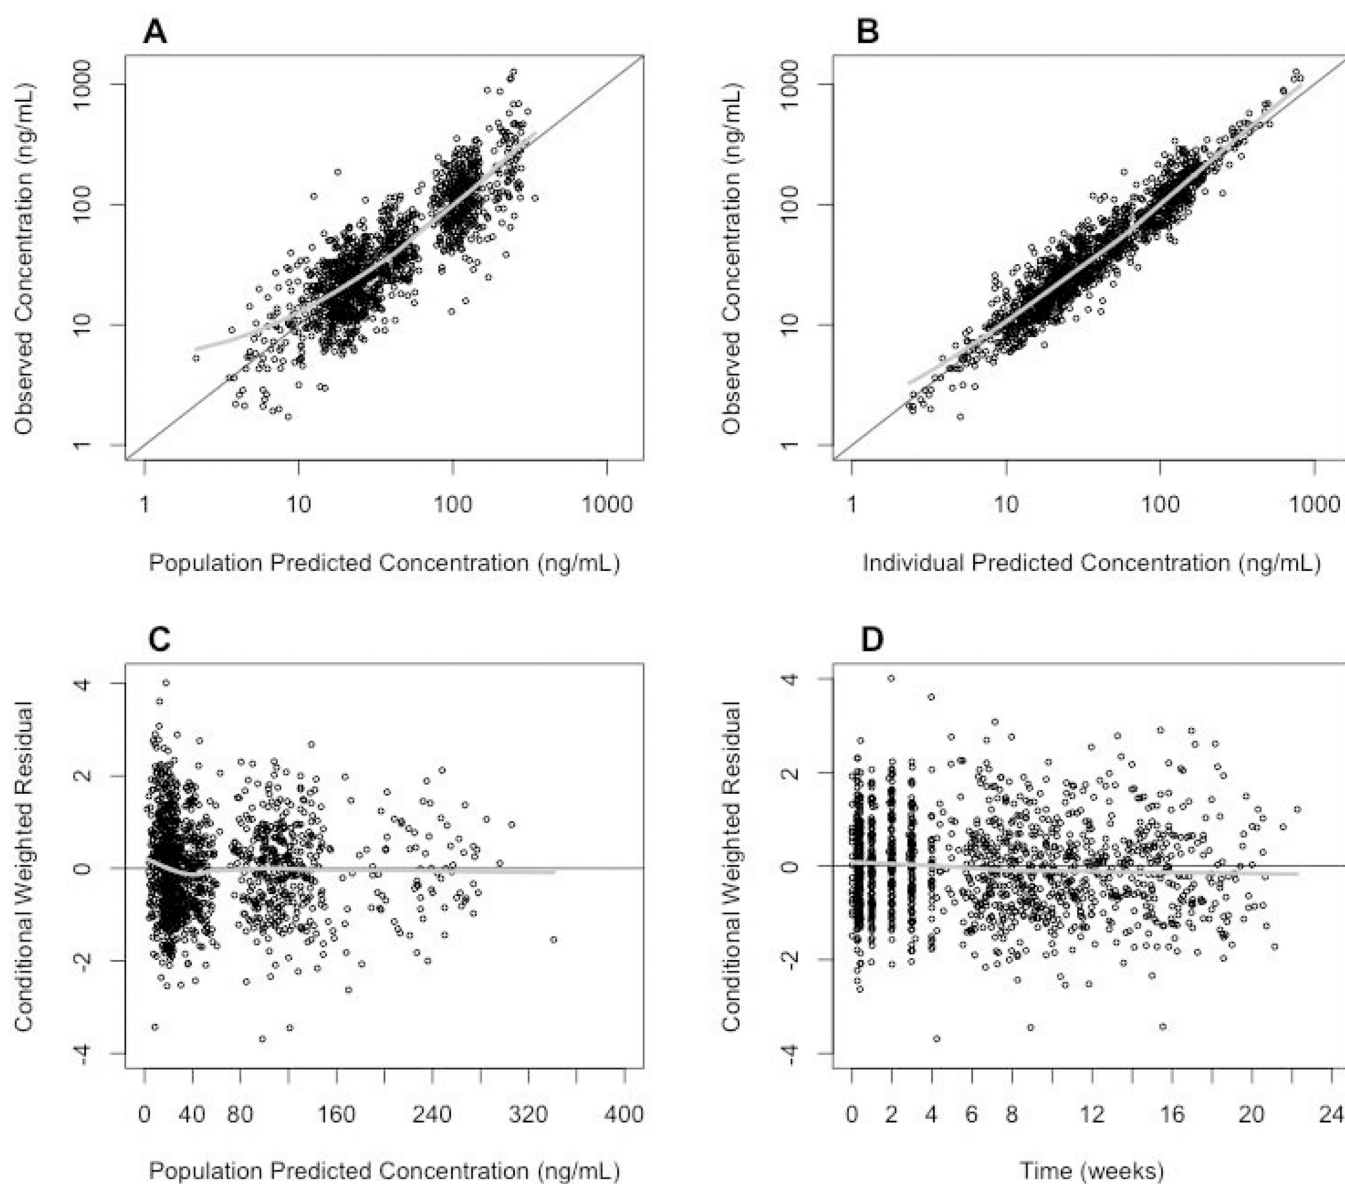 A
B
Observed Concentration (ng/mL)
1 10 100 1000
1 10 100 1000
Population Predicted Concentration (ng/mL)
Observed Concentration (ng/mL)
1 10 100 1000
1 10 100 1000
Individual Predicted Concentration (ng/mL)
C
D
Conditional Weighted Residual
-4 -2 0 2 4
0 40 80 160 240 320 400
Population Predicted Concentration (ng/mL)
Conditional Weighted Residual
-4 -2 0 2 4
0 2 4 6 8 12 16 20 24
Time (weeks)